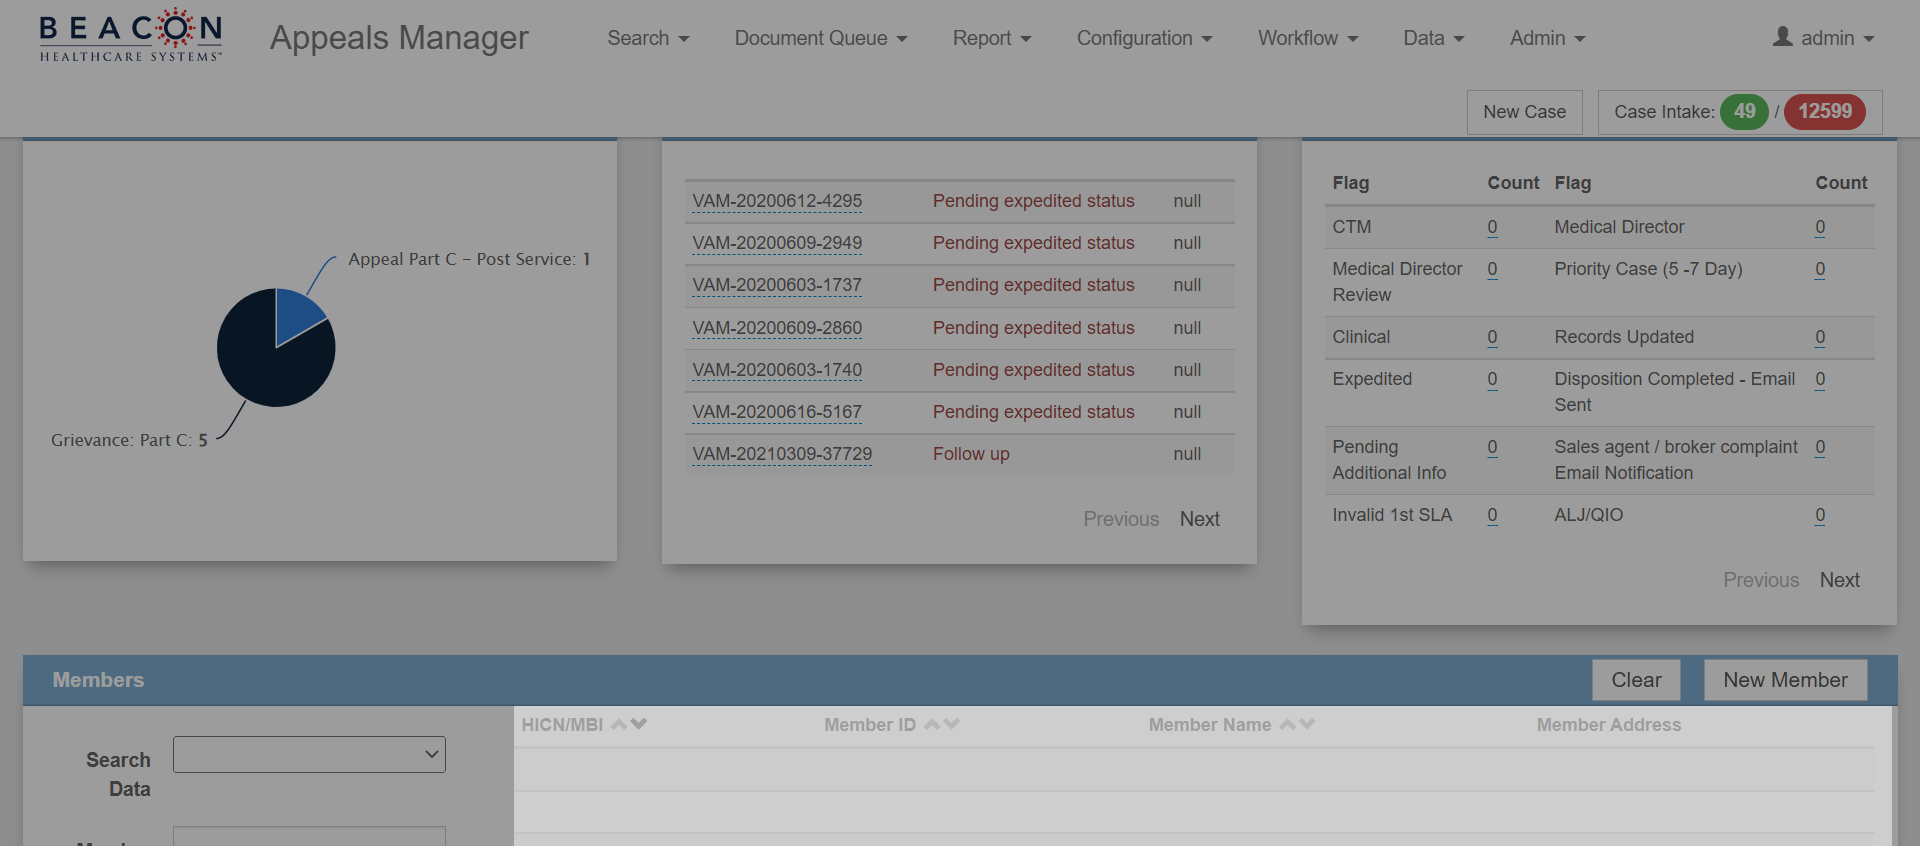 BEACON
HEALTHCARE SYSTEMS™
Appeals Manager
Search
Document Queue
Report
Configuration
Workflow
Data
Admin
admin
New Case
Case Intake: 49 / 12599
Appeal Part C - Post Service: 1
Grievance: Part C: 5
VAM-20200612-4295 Pending expedited status null
VAM-20200609-2949 Pending expedited status null
VAM-20200603-1737 Pending expedited status null
VAM-20200609-2860 Pending expedited status null
VAM-20200603-1740 Pending expedited status null
VAM-20200616-5167 Pending expedited status null
VAM-20210309-37729 Follow up null
Previous Next
Flag Count Flag Count
CTM 0 Medical Director 0
Medical Director 0 Priority Case (5 -7 Day) 0
Review
Clinical 0 Records Updated 0
Expedited 0 Disposition Completed - Email 0
Sent
Pending 0 Sales agent / broker complaint 0
Additional Info Email Notification
Invalid 1st SLA 0 ALJ/QIO 0
Previous Next
Members
Clear
New Member
HICN/MBI Member ID Member Name Member Address
Search
Data